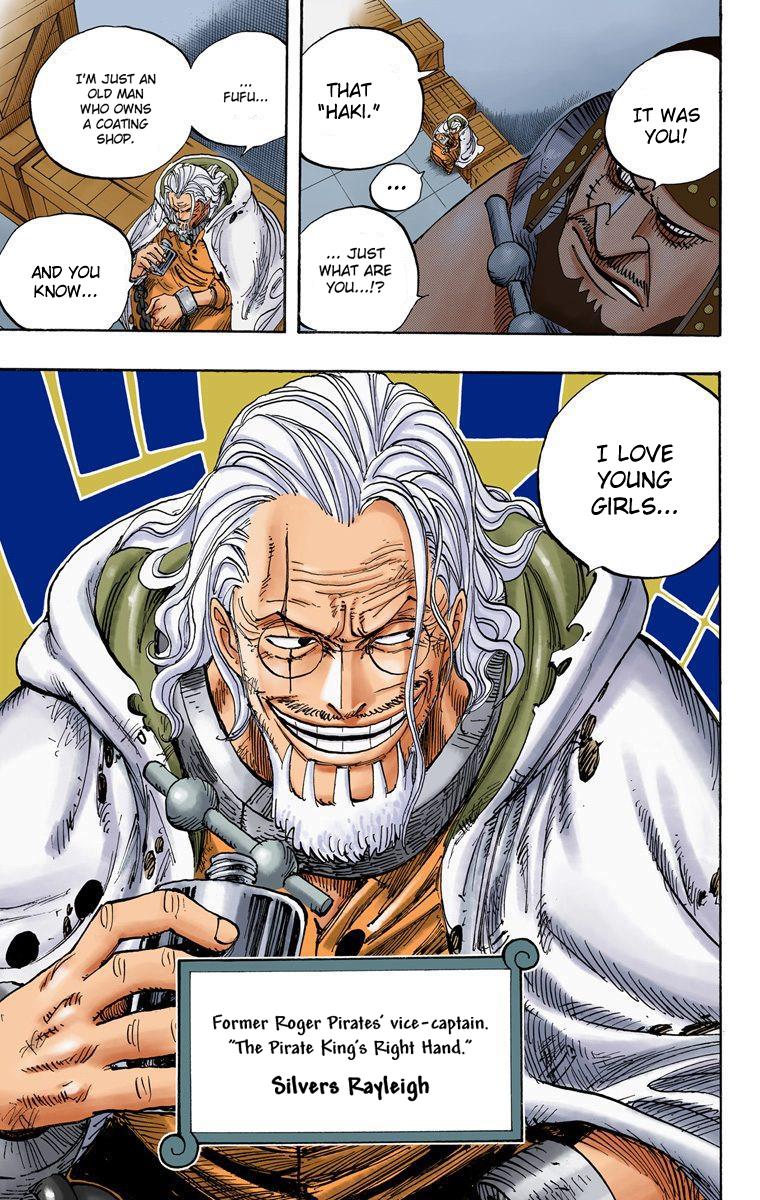 IT WAS
YOU!
THAT
"HAKI."
...
... JUST
WHAT ARE
YOU...!?
...
FUFU...
I'M JUST AN
OLD MAN
WHO OWNS
A COATING
SHOP.
AND YOU
KNOW...
I LOVE
YOUNG
GIRLS...
Former Roger Pirates' vice-captain.
"The Pirate King's Right Hand."
Silvers Rayleigh